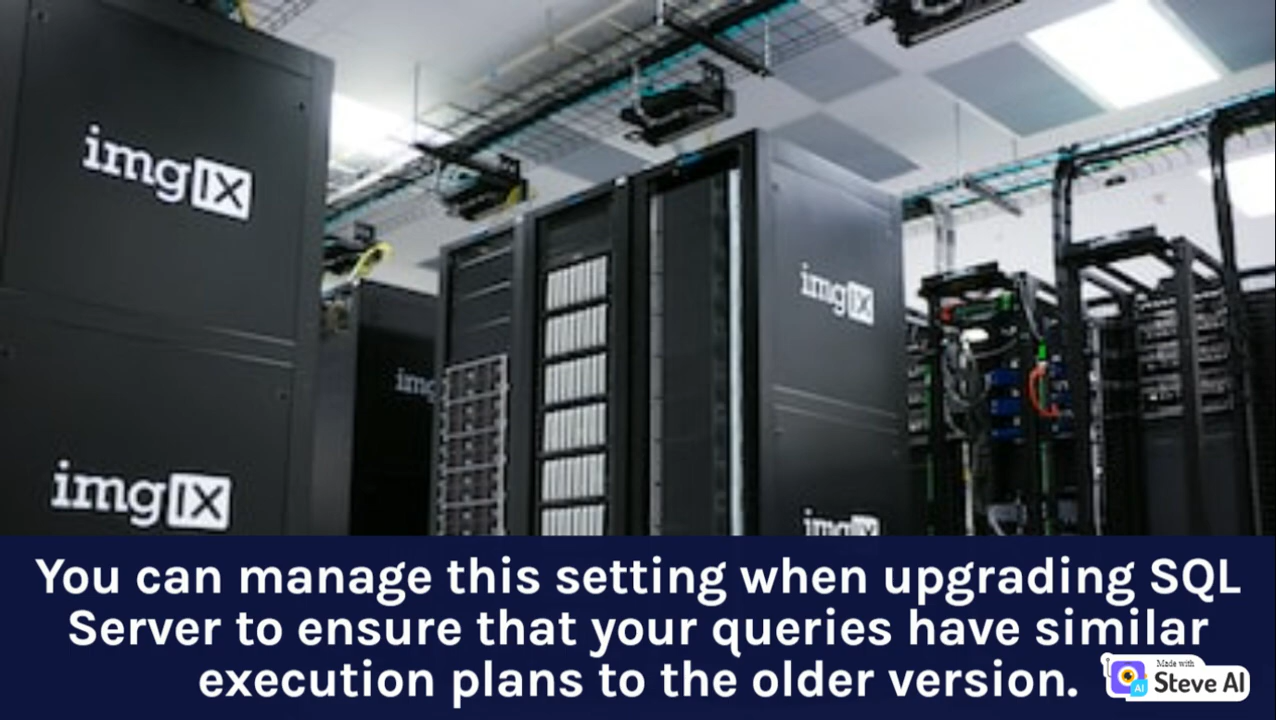 imgIX
imgIX
img
imgIX
imgIX
You can manage this setting when upgrading SQL
Server to ensure that your queries have similar
execution plans to the older version.
Made with
Steve AI